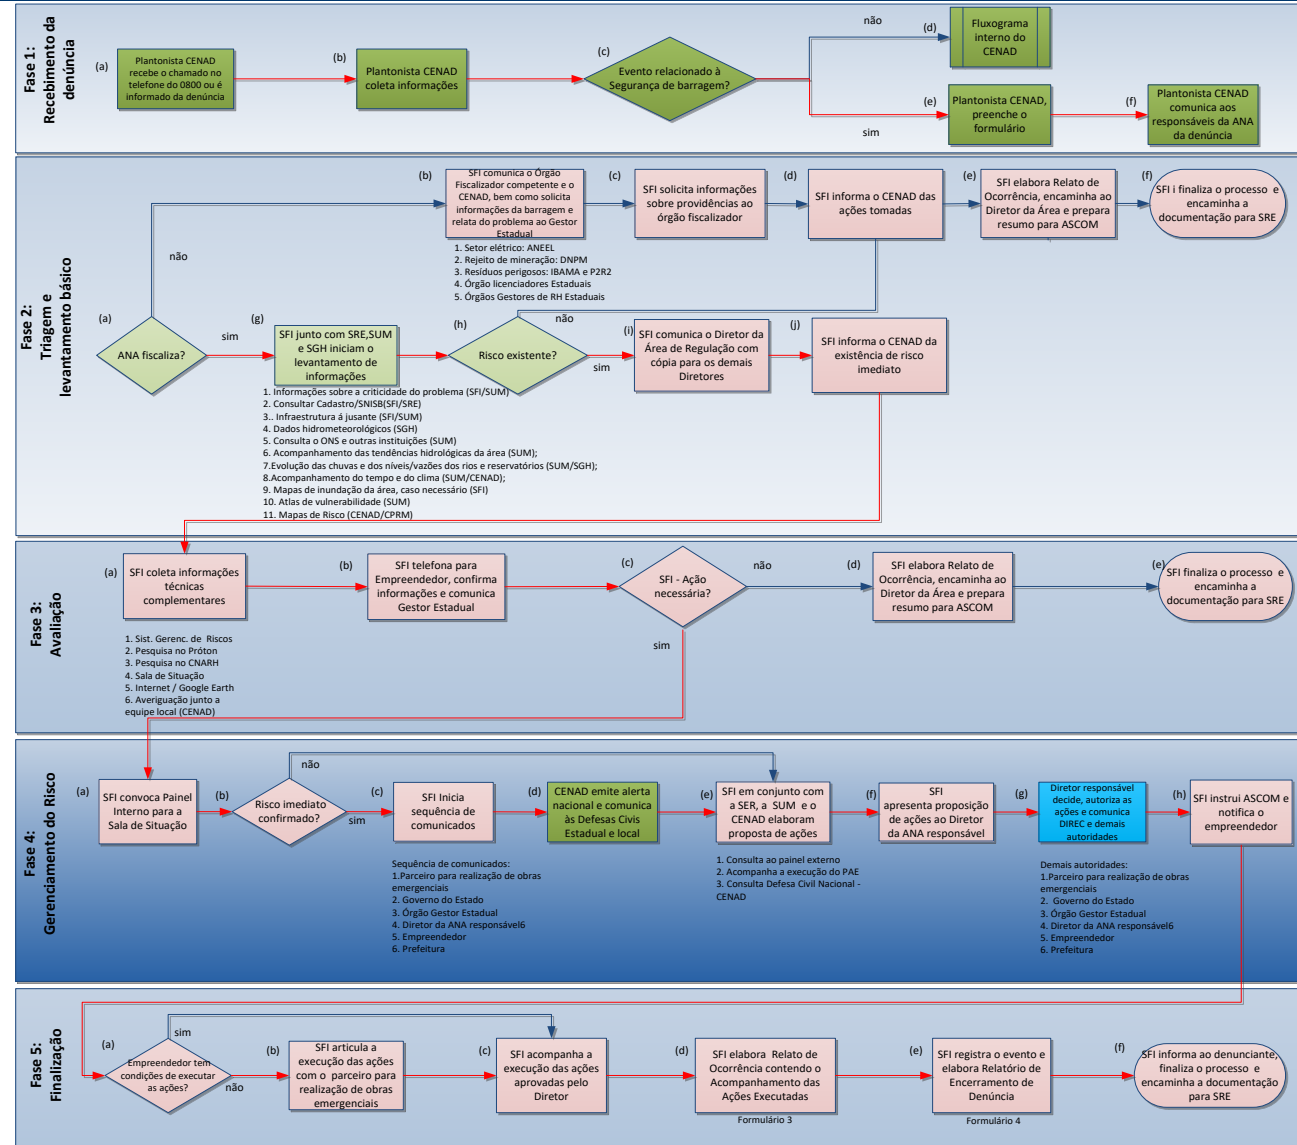 Fase 1:
Recebimento da
denúncia
(a)
Plantonista CENAD
recebe o chamado no
telefone do 0800 ou é
informado da denúncia
(b)
Plantonista CENAD
coleta informações
(c)
Evento relacionado à
Segurança de barragem?
não
(d)
Fluxograma
interno do
CENAD
sim
(e)
Plantonista CENAD,
preenche o
formulário
(f)
Plantonista CENAD
comunica aos
responsáveis da ANA
da denúncia
Fase 2:
Triagem e
levantamento básico
(a)
ANA fiscaliza?
não
(b)
SFI comunica o Órgão
Fiscalizador competente e o
CENAD, bem como solicita
informações da barragem e
relata do problema ao Gestor
Estadual
1. Setor elétrico: ANEEL
2. Rejeito de mineração: DNPM
3. Resíduos perigosos: IBAMA e P2R2
4. Órgão licenciadores Estaduais
5. Órgãos Gestores de RH Estaduais
(c)
SFI solicita informações
sobre providências ao
órgão fiscalizador
(d)
SFI informa o CENAD das
ações tomadas
(e)
SFI elabora Relato de
Ocorrência, encaminha ao
Diretor da Área e prepara
resumo para ASCOM
(f)
SFI i finaliza o processo e
encaminha a
documentação para SRE
sim
(g)
SFI junto com SRE,SUM
e SGH iniciam o
levantamento de
informações
1. Informações sobre a criticidade do problema (SFI/SUM)
2. Consultar Cadastro/SNISB(SFI/SRE)
3.. Infraestrutura á jusante (SFI/SUM)
4. Dados hidrometeorológicos (SGH)
5. Consulta o ONS e outras instituições (SUM)
6. Acompanhamento das tendências hidrológicas da área (SUM);
7.Evolução das chuvas e dos níveis/vazões dos rios e reservatórios (SUM/SGH);
8.Acompanhamento do tempo e do clima (SUM/CENAD);
9. Mapas de inundação da área, caso necessário (SFI)
10. Atlas de vulnerabilidade (SUM)
11. Mapas de Risco (CENAD/CPRM)
(h)
Risco existente?
não
sim
(i)
SFI comunica o Diretor da
Área de Regulação com
cópia para os demais
Diretores
(j)
SFI informa o CENAD da
existência de risco
imediato
Fase 3:
Avaliação
(a)
SFI coleta informações
técnicas
complementares
1. Sist. Gerenc. de Riscos
2. Pesquisa no Próton
3. Pesquisa no CNARH
4. Sala de Situação
5. Internet / Google Earth
6. Averiguação junto a
equipe local (CENAD)
(b)
SFI telefona para
Empreendedor, confirma
informações e comunica
Gestor Estadual
(c)
SFI - Ação
necessária?
não
sim
(d)
SFI elabora Relato de
Ocorrência, encaminha ao
Diretor da Área e prepara
resumo para ASCOM
(e)
SFI finaliza o processo e
encaminha a
documentação para SRE
Fase 4:
Gerenciamento do Risco
(a)
SFI convoca Painel
Interno para a
Sala de Situação
(b)
Risco imediato
confirmado?
não
sim
(c)
SFI Inicia
sequência de
comunicados
Sequência de comunicados:
1.Parceiro para realização de obras
emergenciais
2. Governo do Estado
3. Órgão Gestor Estadual
4. Diretor da ANA responsável6
5. Empreendedor
6. Prefeitura
(d)
CENAD emite alerta
nacional e comunica
às Defesas Civis
Estadual e local
(e)
SFI em conjunto com
a SER, a SUM e o
CENAD elaboram
proposta de ações
1. Consulta ao painel externo
2. Acompanha a execução do PAE
3. Consulta Defesa Civil Nacional -
CENAD
(f)
SFI
apresenta proposição
de ações ao Diretor
da ANA responsável
(g)
Diretor responsável
decide, autoriza as
ações e comunica
DIREC e demais
autoridades
Demais autoridades:
1.Parceiro para realização de obras
emergenciais
2. Governo do Estado
3. Órgão Gestor Estadual
4. Diretor da ANA responsável6
5. Empreendedor
6. Prefeitura
(h)
SFI instrui ASCOM e
notifica o
empreendedor
Fase 5:
Finalização
(a)
Empreendedor tem
condições de executar
as ações?
sim
não
(b)
SFI articula a
execução das ações
com o parceiro para
realização de obras
emergenciais
(c)
SFI acompanha a
execução das ações
aprovadas pelo
Diretor
(d)
SFI elabora Relato de
Ocorrência contendo o
Acompanhamento das
Ações Executadas
Formulário 3
(e)
SFI registra o evento e
elabora Relatório de
Encerramento de
Denúncia
Formulário 4
(f)
SFI informa ao denunciante,
finaliza o processo e
encaminha a documentação
para SRE